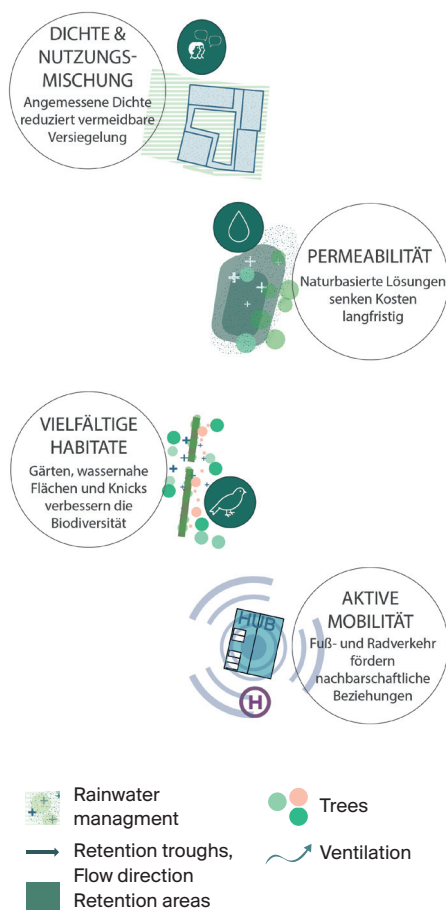 DICHTE &
NUTZUNGS-
MISCHUNG
Angemessene Dichte
reduziert vermeidbare
Versiegelung
PERMEABILITÄT
Naturbasierte Lösungen
senken Kosten
langfristig
VIELFÄLTIGE
HABITATE
Gärten, wassernahe
Flächen und Knicks
verbessern die
Biodiversität
HUB
H
AKTIVE
MOBILITÄT
Fuß- und Radverkehr
fördern
nachbarschaftliche
Beziehungen
Rainwater
managment
Trees
Retention troughs,
Flow direction
Ventilation
Retention areas